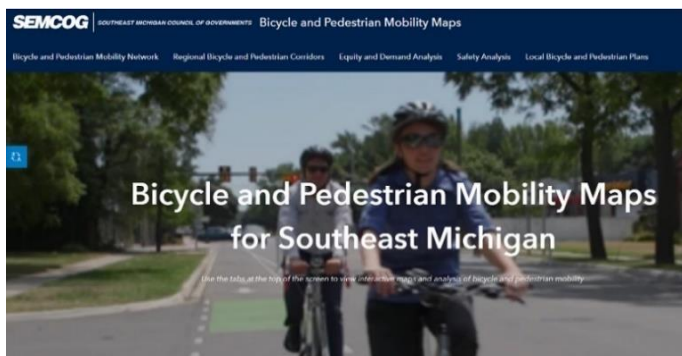 SEMCOG SOUTHEAST MICHIGAN COUNCIL OF GOVERNMENTS Bicycle and Pedestrian Mobility Maps
Bicycle and Pedestrian Mobility Network Regional Bicycle and Pedestrian Corridors Equity and Demand Analysis Safety Analysis Local Bicycle and Pedestrian Plans
Bicycle and Pedestrian Mobility Maps
for Southeast Michigan
Use the tabs at the top of the screen to view interactive maps and analysis of bicycle and pedestrian mobility